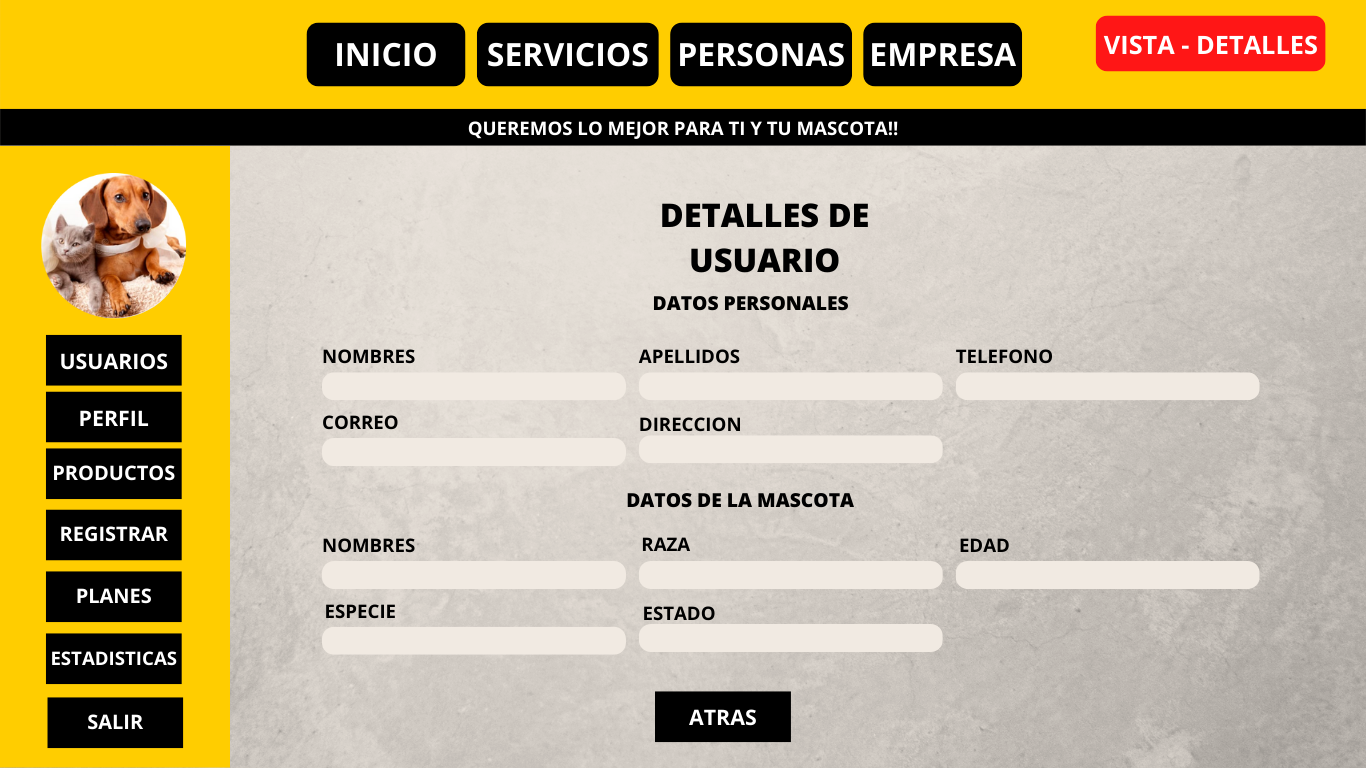 INICIO
SERVICIOS
PERSONAS
EMPRESA
VISTA - DETALLES
QUEREMOS LO MEJOR PARA TI Y TU MASCOTA!!
USUARIOS
PERFIL
PRODUCTOS
REGISTRAR
PLANES
ESTADISTICAS
SALIR
DETALLES DE
USUARIO
DATOS PERSONALES
NOMBRES
APELLIDOS
TELEFONO
CORREO
DIRECCION
DATOS DE LA MASCOTA
NOMBRES
RAZA
EDAD
ESPECIE
ESTADO
ATRAS